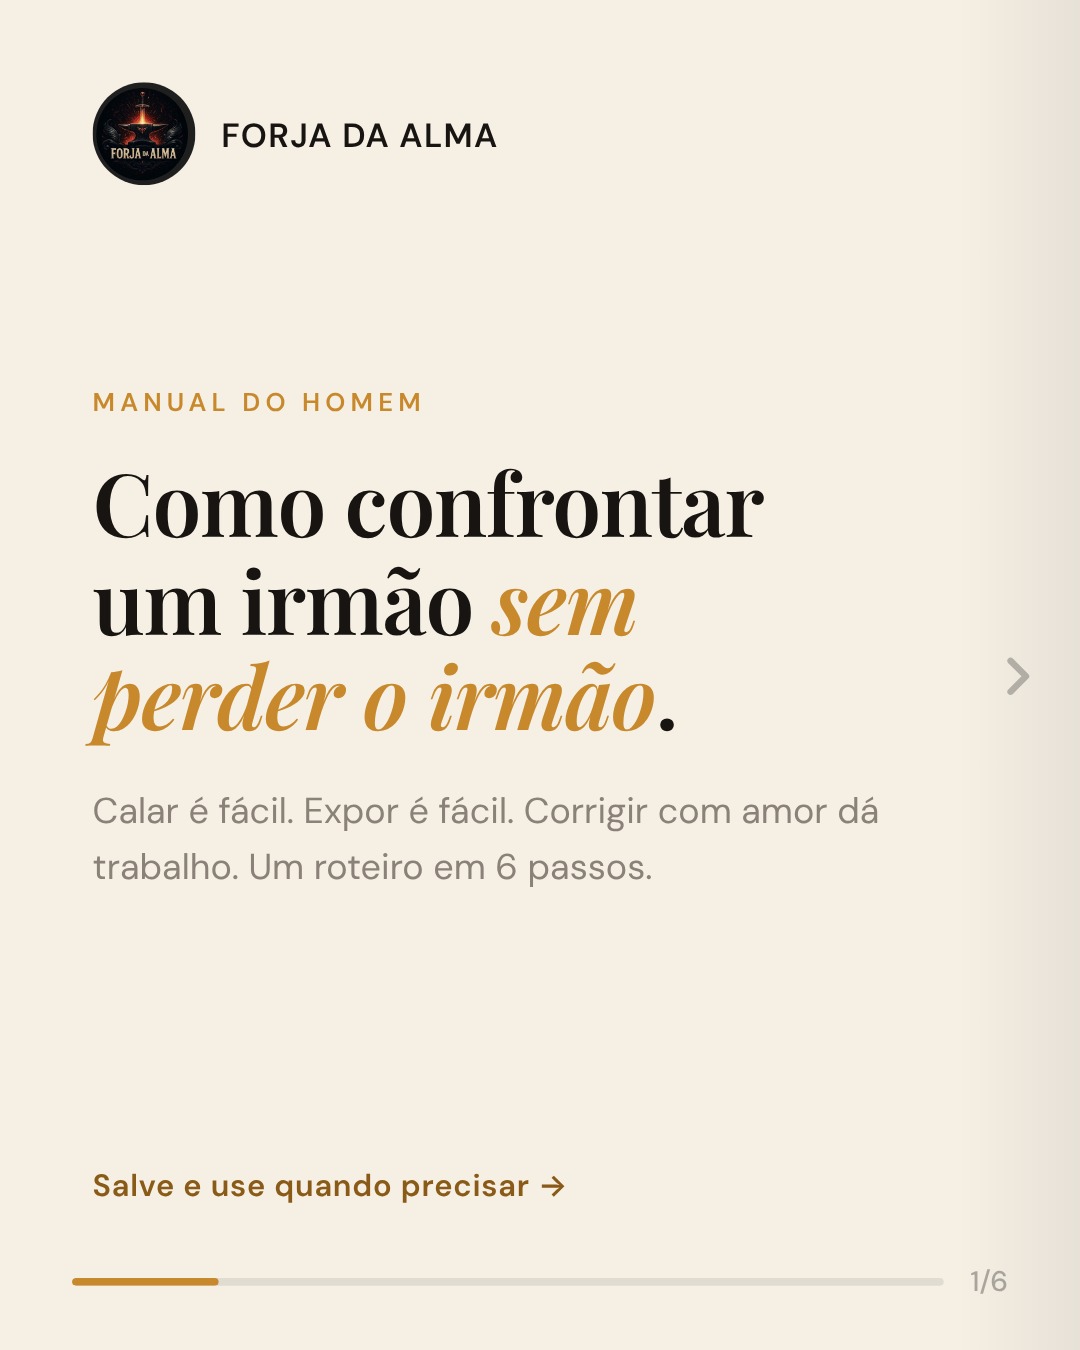 FORJA DA ALMA
FORJA DA ALMA
MANUAL DO HOMEM
Como confrontar
um irmão sem
perder o irmão.
Calar é fácil. Expor é fácil. Corrigir com amor dá
trabalho. Um roteiro em 6 passos.
Salve e use quando precisar →
1/6